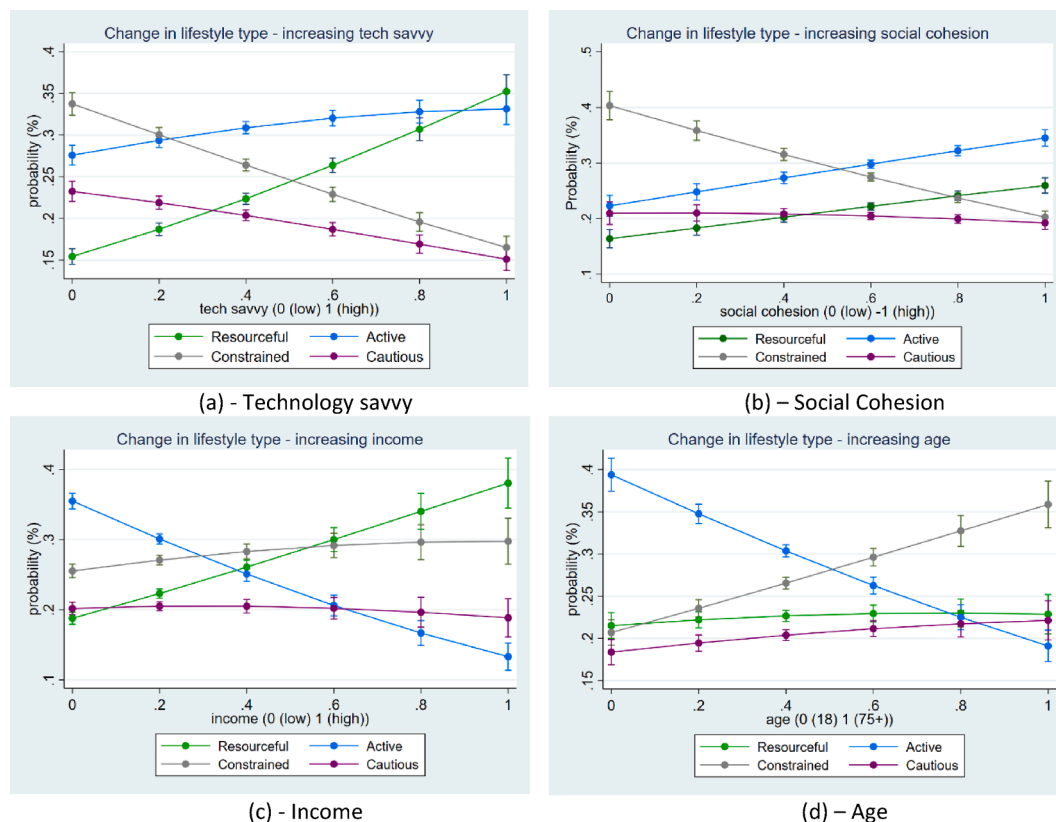 Change in lifestyle type - increasing tech savvy
probability (%)
.4
.35
.3
.25
.2
.15
0 .2 .4 .6 .8 1
tech savvy (0 (low) 1 (high))
Resourceful Active
Constrained Cautious
(a) - Technology savvy
Change in lifestyle type - increasing social cohesion
Probability (%)
.5
.4
.3
.2
.1
0 .2 .4 .6 .8 1
social cohesion (0 (low) -1 (high))
Resourceful Active
Constrained Cautious
(b) – Social Cohesion
Change in lifestyle type - increasing income
probability (%)
.4
.3
.2
.1
0 .2 .4 .6 .8 1
income (0 (low) 1 (high))
Resourceful Active
Constrained Cautious
(c) - Income
Change in lifestyle type - increasing age
probability (%)
.4
.35
.3
.25
.2
.15
0 .2 .4 .6 .8 1
age (0 (18) 1 (75+))
Resourceful Active
Constrained Cautious
(d) – Age